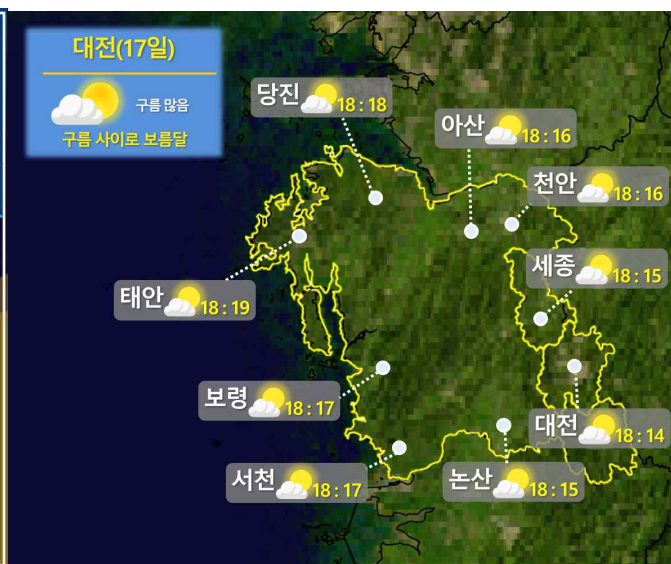 대전(17일)
구름 많음
구름 사이로 보름달
당진 18 : 18
아산 18 : 16
천안 18 : 16
세종 18 : 15
태안 18 : 19
보령 18 : 17
대전 18 : 14
서천 18 : 17
논산 18 : 15